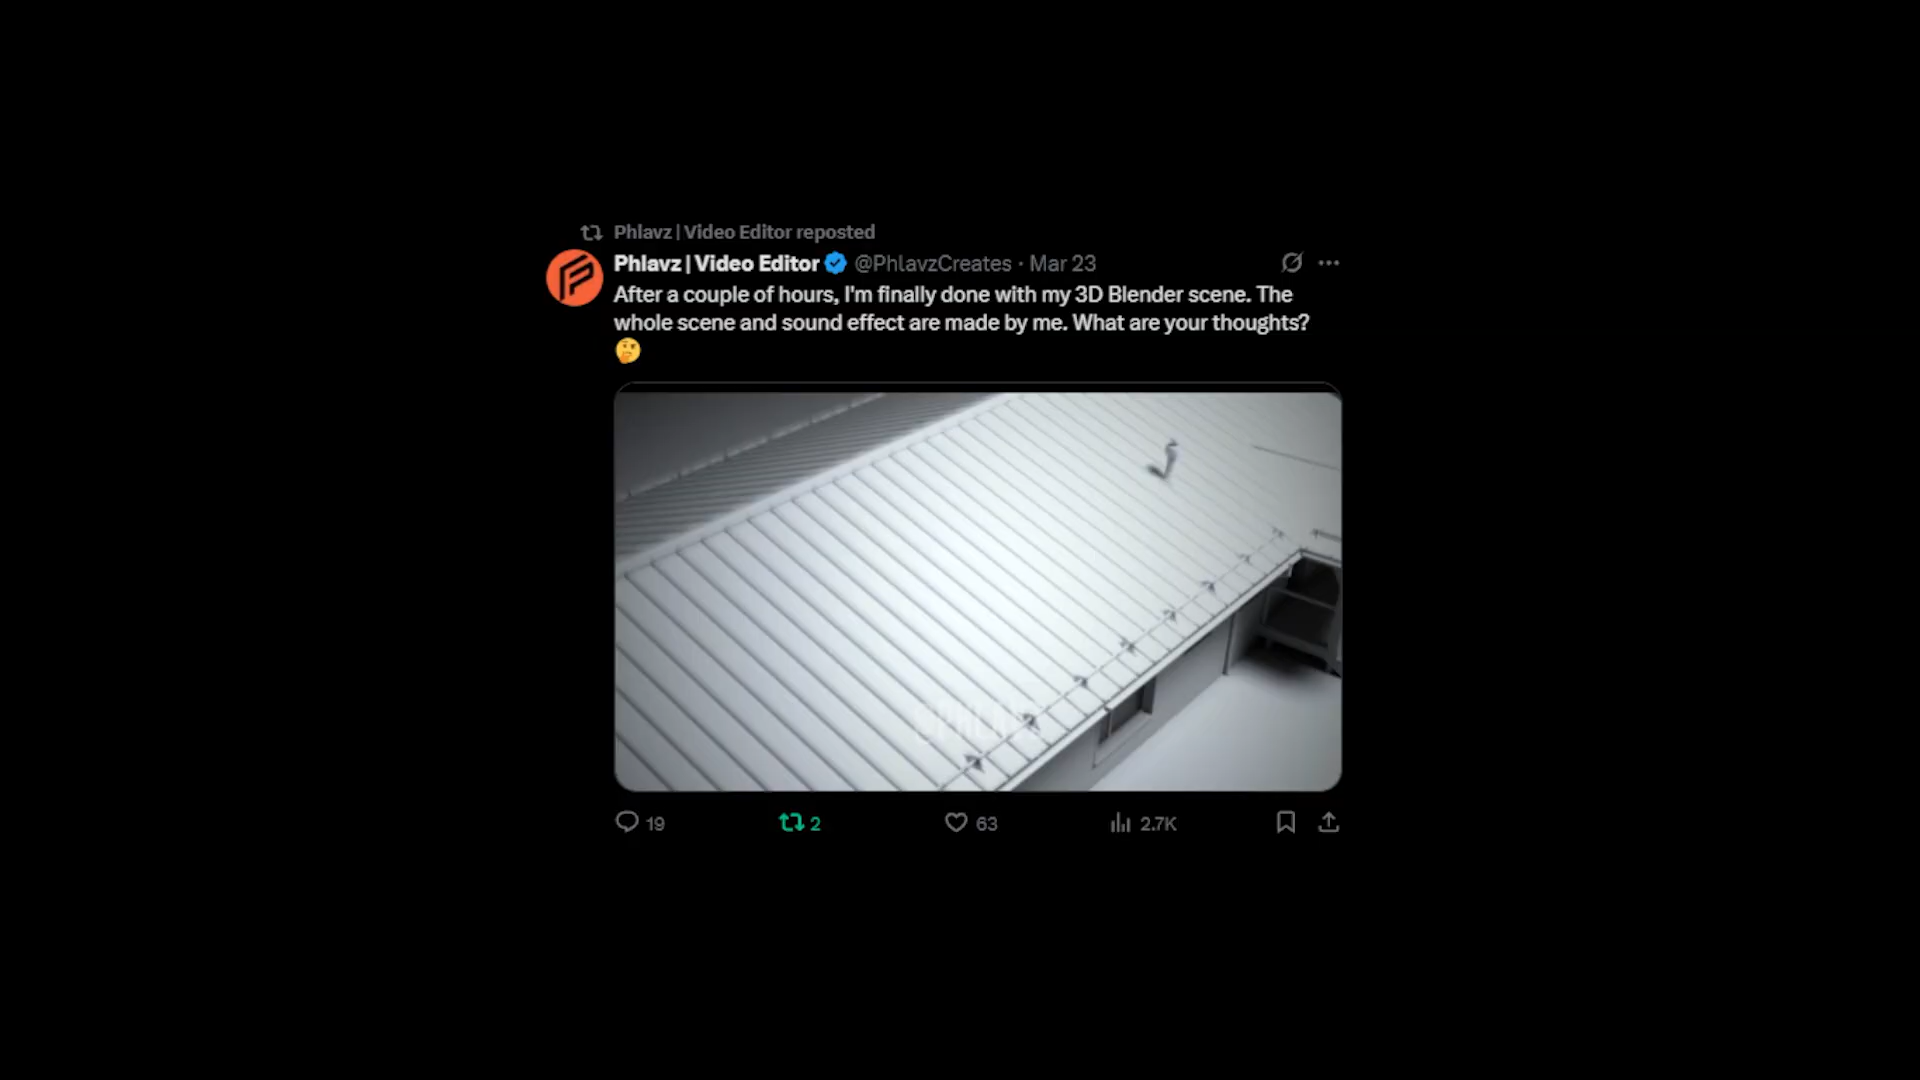 Phlavz | Video Editor reposted
Phlavz | Video Editor @PhlavzCreates · Mar 23
After a couple of hours, I'm finally done with my 3D Blender scene. The
whole scene and sound effect are made by me. What are your thoughts?
🤔
19 2 63 2.7K